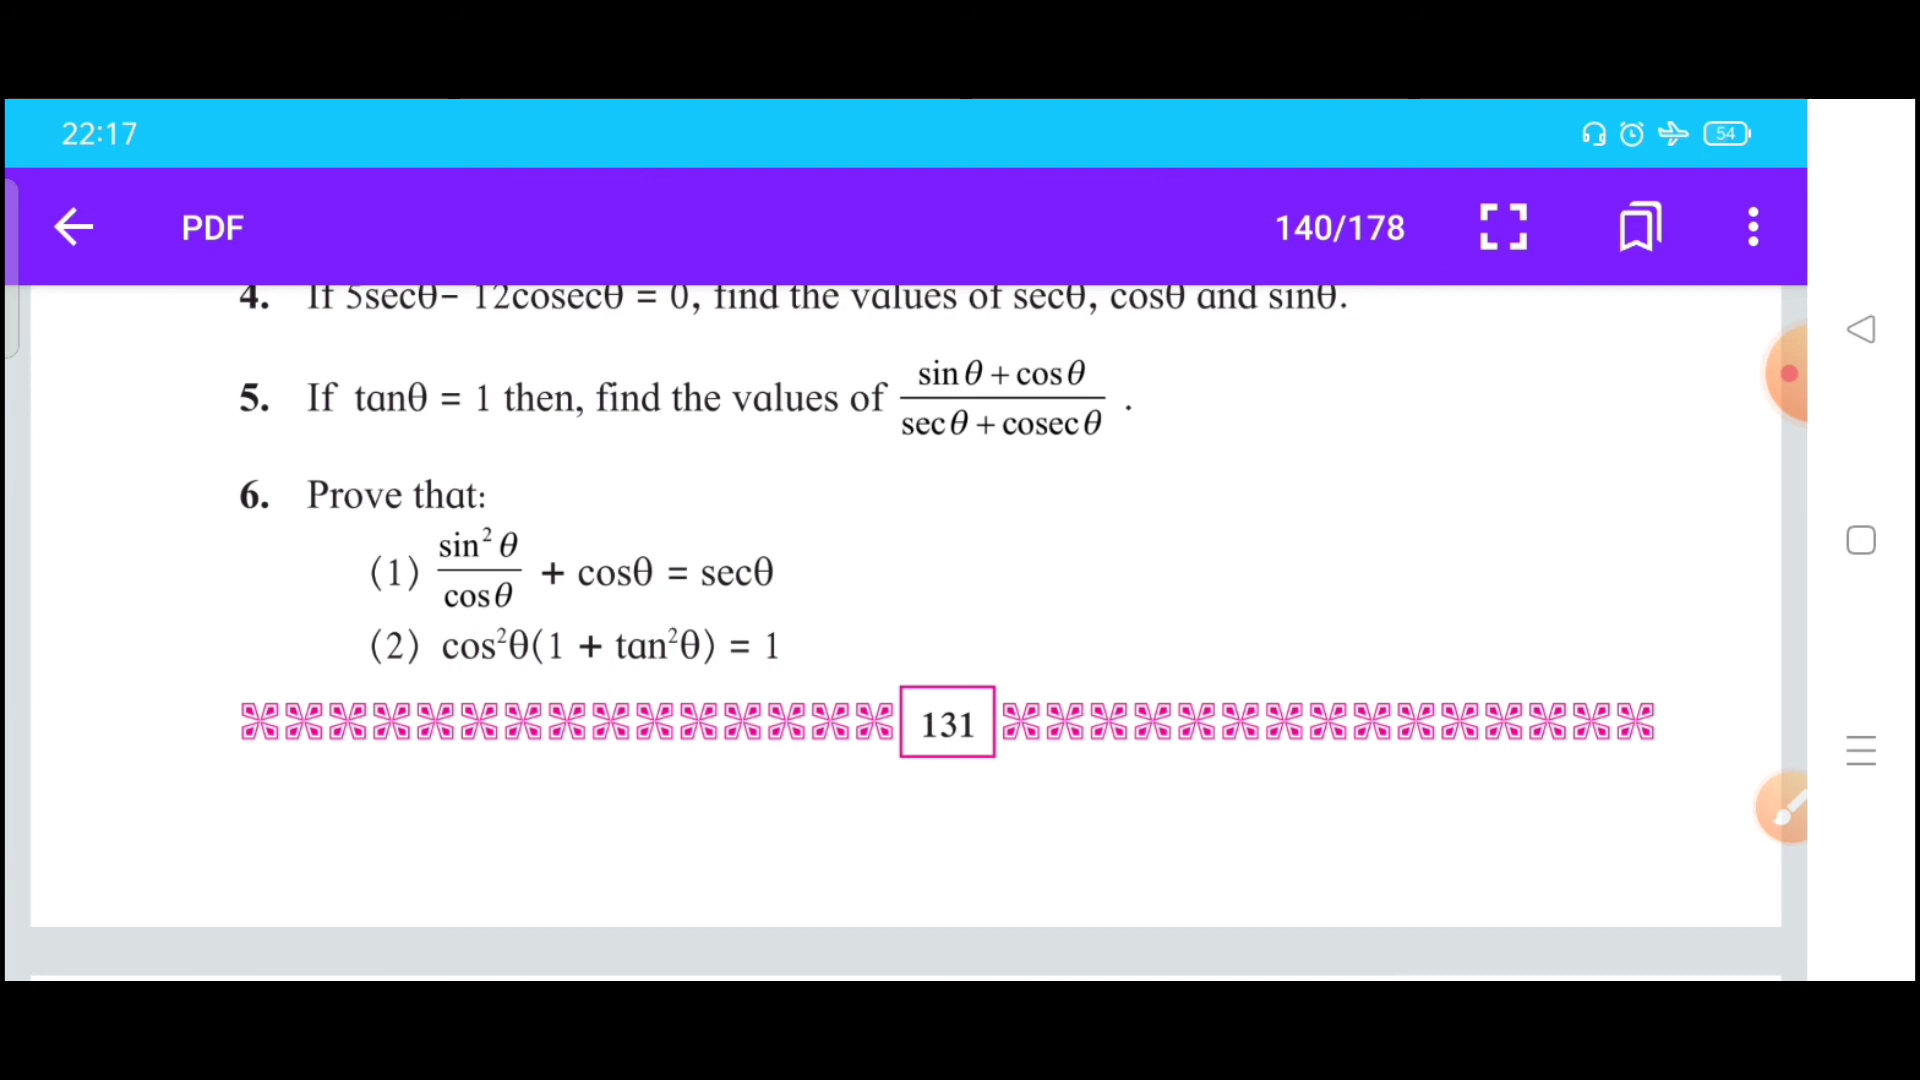 22:17
54
PDF
140/178
4. If 5secθ– 12cosecθ = 0, find the values of secθ, cosθ and sinθ.
5. If tanθ = 1 then, find the values of (sinθ + cosθ)/(secθ + cosecθ) .
6. Prove that:
(1) sin²θ/cosθ + cosθ = secθ
(2) cos²θ(1 + tan²θ) = 1
131